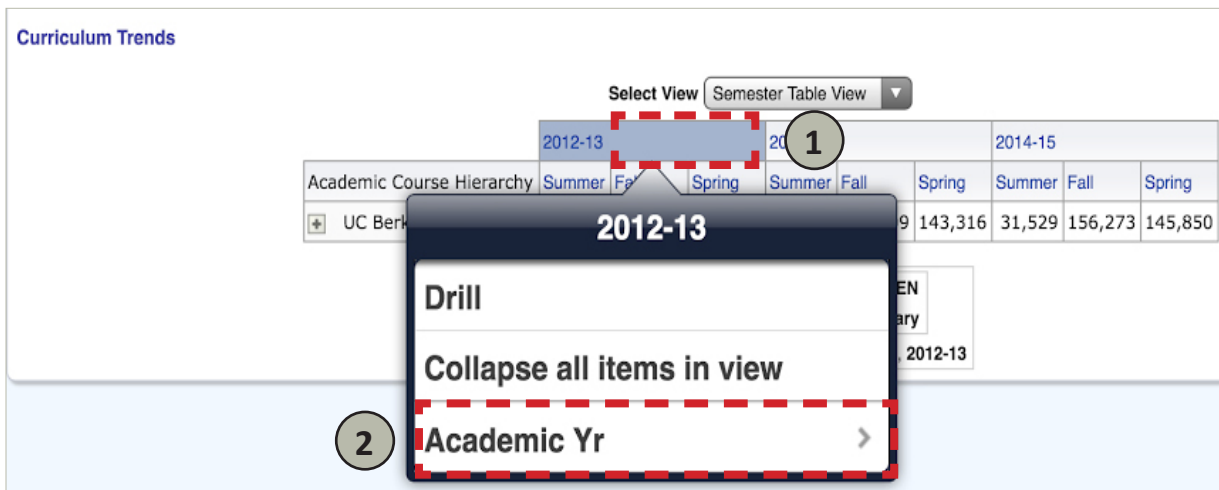 Curriculum Trends
Select View Semester Table View
2012-13 20 1 2014-15
Academic Course Hierarchy Summer Fal Spring Summer Fall Spring Summer Fall Spring
UC Berk 9 143,316 31,529 156,273 145,850
2012-13
Drill
EN
ary
Collapse all items in view
, 2012-13
2 Academic Yr